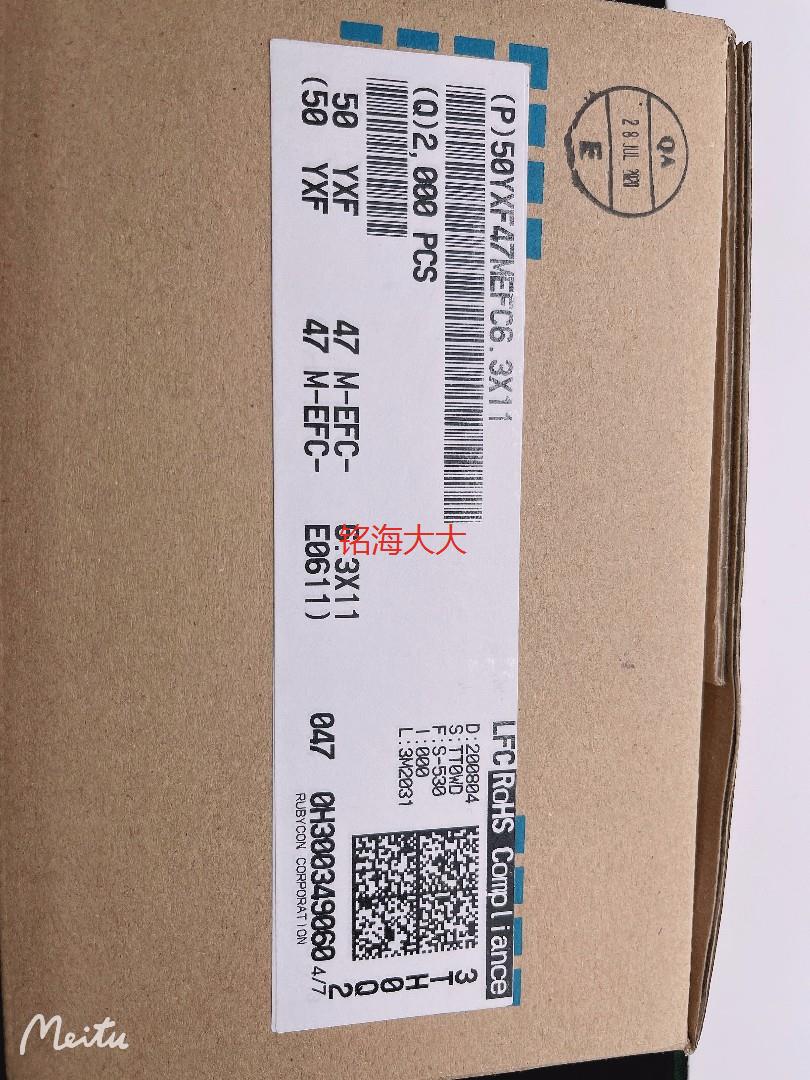 QA
28 JUL 2020
E
(P)50YXF47MEFC6.3X11
(Q)2,000 PCS
50 YXF 47 M-EFC- 6.3X11
(50 YXF 47 M-EFC- E0611)
铭海大大
LFC RoHS Compliance
D:200804
S:TT0WD
F:S-530
I:000
L:3M2031
3
T
H
0
Q
2
047 0H300349060 4/7
RUBYCON CORPORATION
Meitu